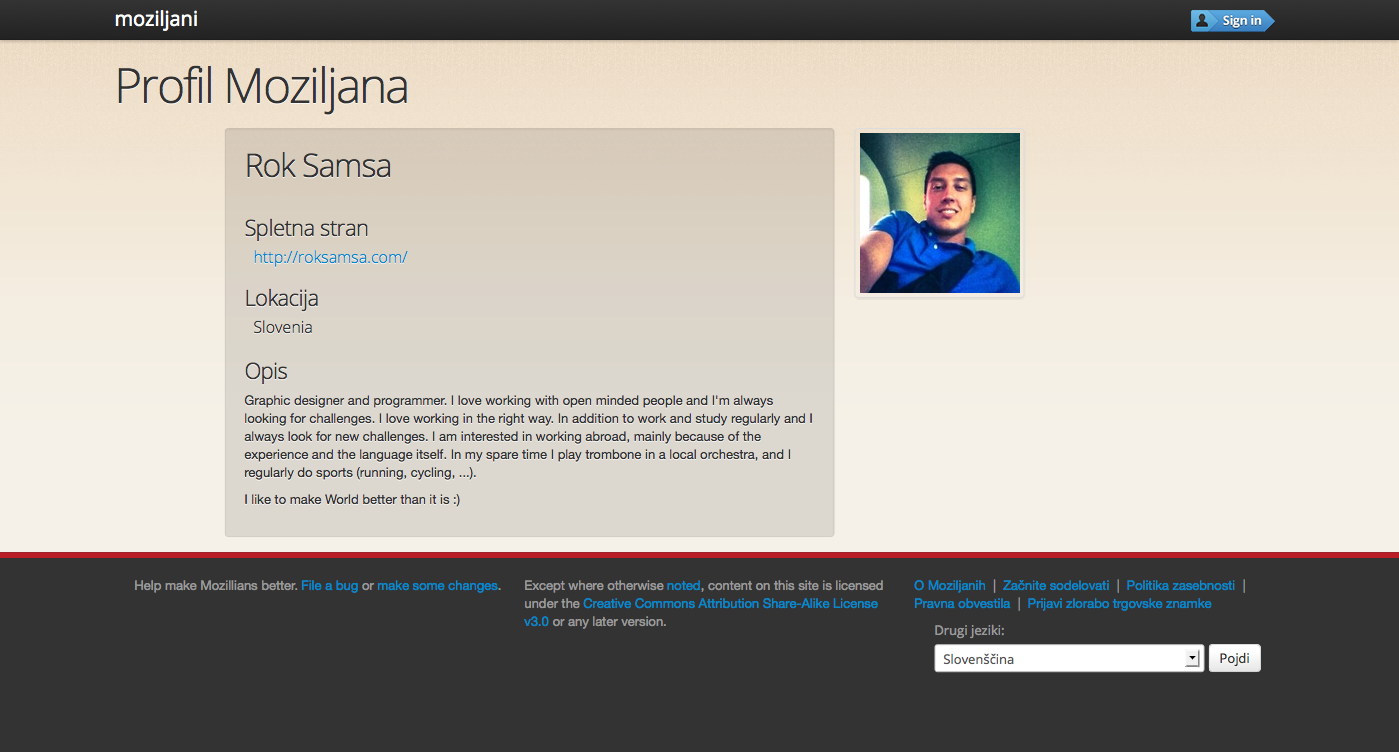 moziljani
Sign in
Profil Moziljana
Rok Samsa
Spletna stran
http://roksamsa.com/
Lokacija
Slovenia
Opis
Graphic designer and programmer. I love working with open minded people and I'm always
looking for challenges. I love working in the right way. In addition to work and study regularly and I
always look for new challenges. I am interested in working abroad, mainly because of the
experience and the language itself. In my spare time I play trombone in a local orchestra, and I
regularly do sports (running, cycling, ...).
I like to make World better than it is :)
Help make Mozillians better. File a bug or make some changes.
Except where otherwise noted, content on this site is licensed
under the Creative Commons Attribution Share-Alike License
v3.0 or any later version.
O Moziljanih | Začnite sodelovati | Politika zasebnosti |
Pravna obvestila | Prijavi zlorabo trgovske znamke
Drugi jeziki:
Slovenščina
Pojdi